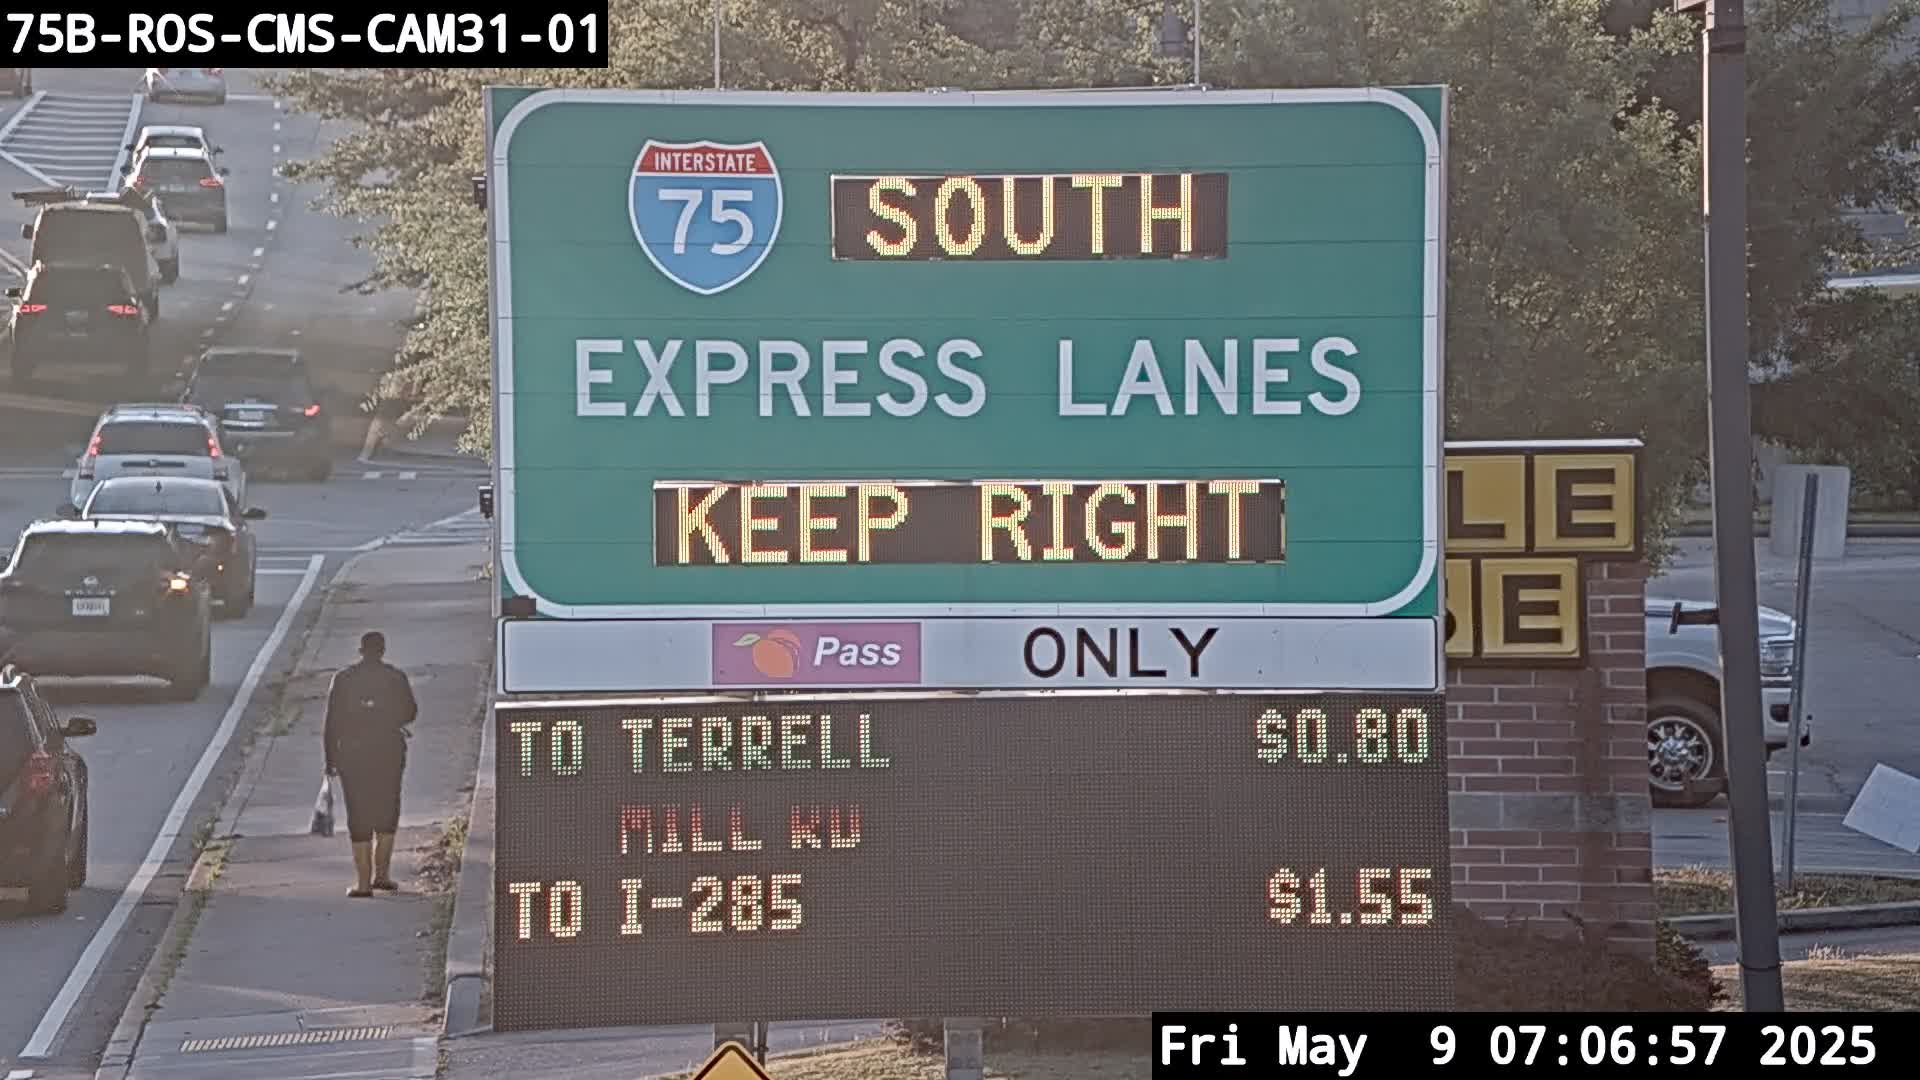 75B-ROS-CMS-CAM31-01
INTERSTATE
75
SOUTH
EXPRESS LANES
KEEP RIGHT
Pass ONLY
TO TERRELL $0.80
MILL RD
TO I-285 $1.55
LE
E
Fri May 9 07:06:57 2025